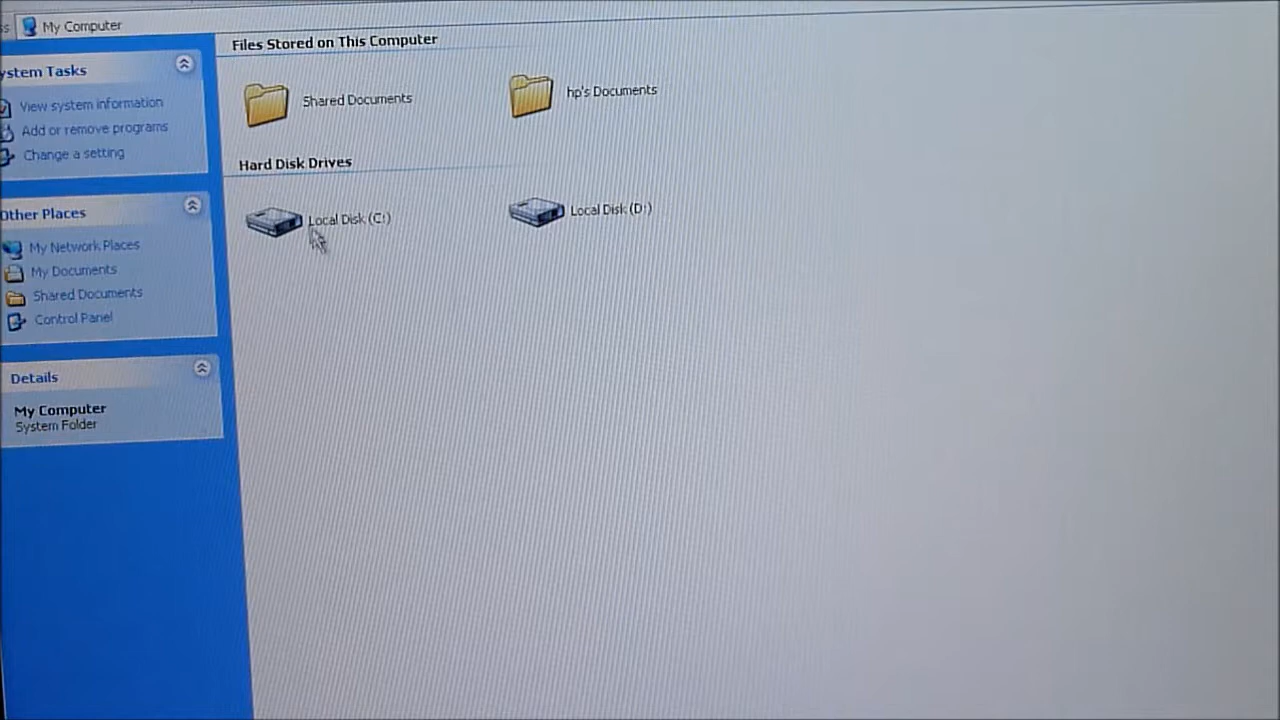 My Computer
Files Stored on This Computer
ystem Tasks
View system information
Add or remove programs
Change a setting
Shared Documents
hp's Documents
Hard Disk Drives
Local Disk (C:)
Local Disk (D:)
Other Places
My Network Places
My Documents
Shared Documents
Control Panel
Details
My Computer
System Folder